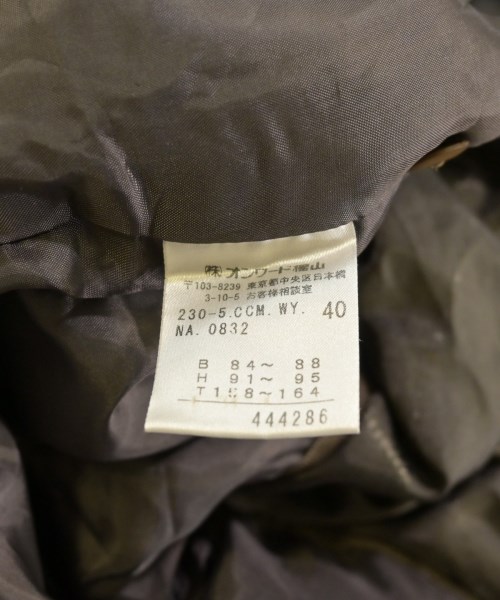 (株)オンワード樫山
〒103-8239 東京都中央区日本橋
3-10-5 お客様相談室
230-5.CCM. WY. 40
NA. 0832
B 84～ 88
H 91～ 95
T 158～164
444286